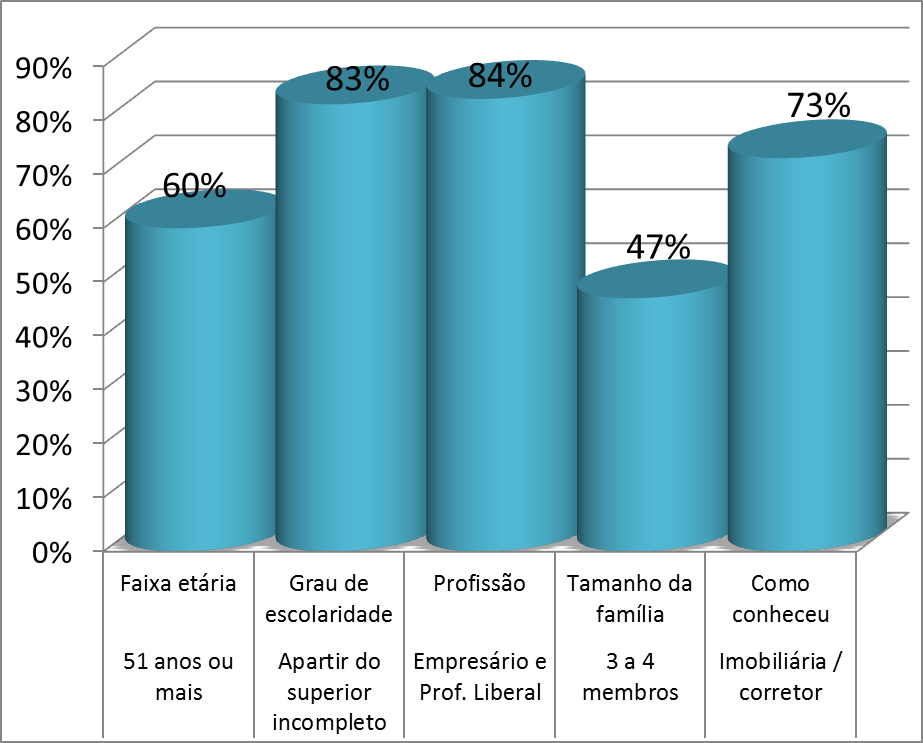 90%
80%
70%
60%
50%
40%
30%
20%
10%
0%
60%
83%
84%
47%
73%
Faixa etária
51 anos ou
mais
Grau de
escolaridade
Apartir do
superior
incompleto
Profissão
Empresário e
Prof. Liberal
Tamanho da
família
3 a 4
membros
Como
conheceu
Imobiliária /
corretor